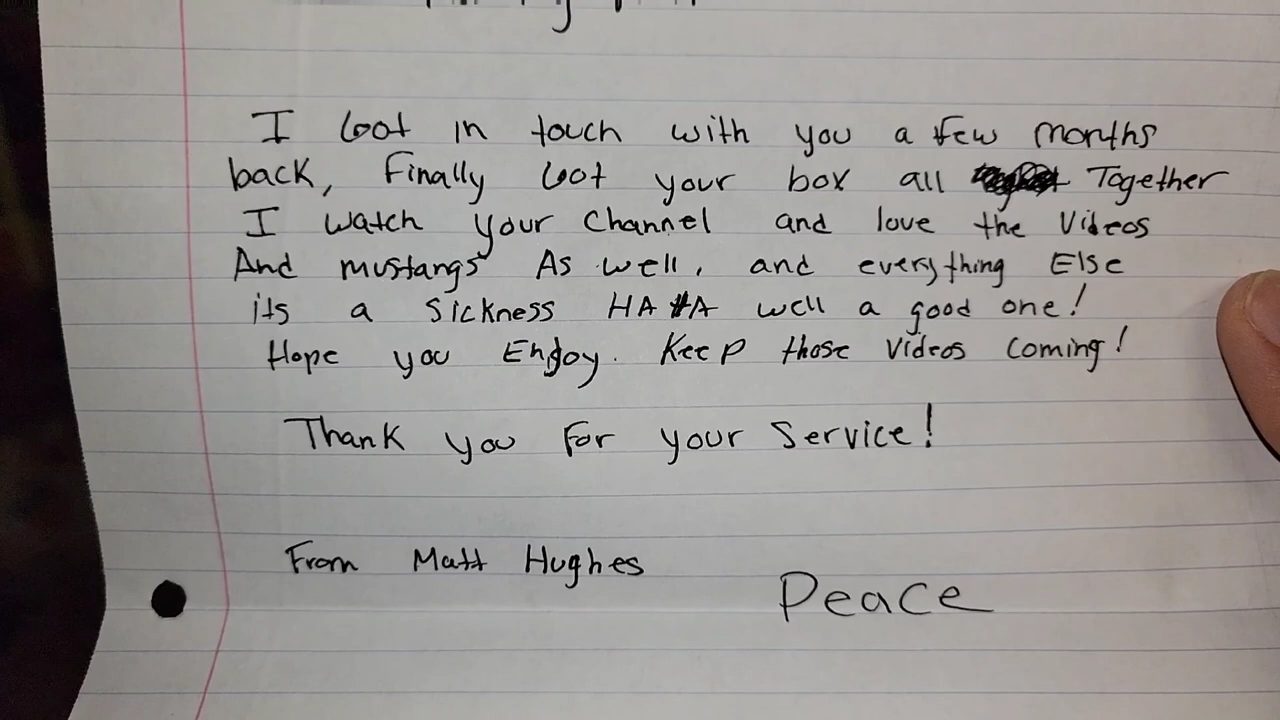 I Got in touch with you a few months
back, Finally Got your box all Together
I watch your Channel and love the Videos
And mustangs As well, and everything Else
its a Sickness HA HA well a good one!
Hope you Enjoy. Keep those Videos Coming!
Thank you For your Service!
From Matt Hughes
Peace